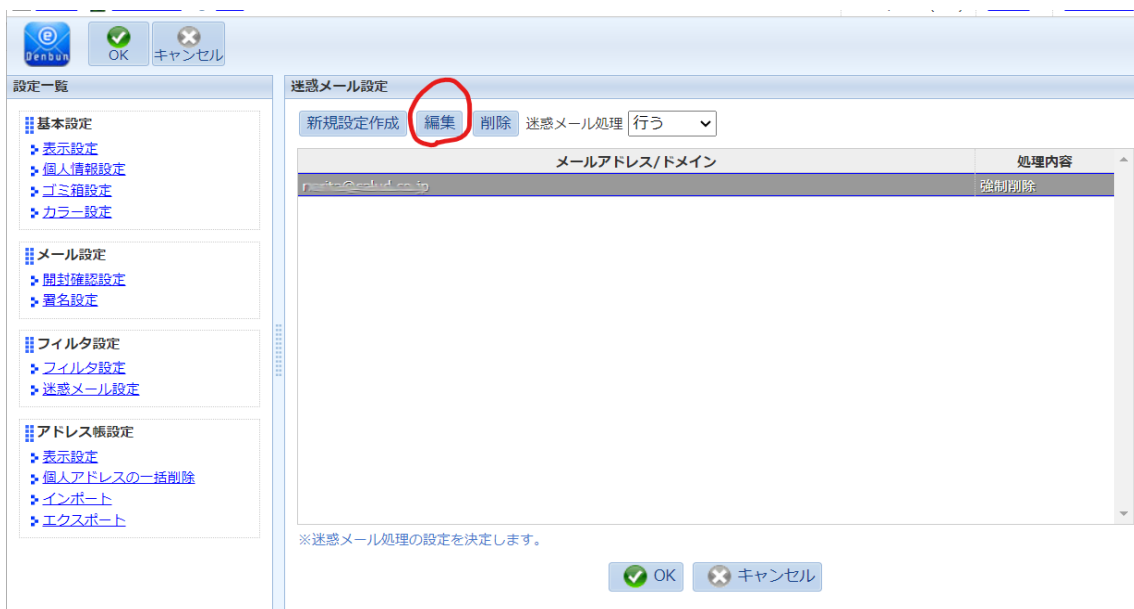 Denbun
OK
キャンセル
設定一覧
基本設定
表示設定
個人情報設定
ゴミ箱設定
カラー設定
メール設定
開封確認設定
署名設定
フィルタ設定
フィルタ設定
迷惑メール設定
アドレス帳設定
表示設定
個人アドレスの一括削除
インポート
エクスポート
迷惑メール設定
新規設定作成 編集 削除 迷惑メール処理 行う
メールアドレス/ドメイン 処理内容
強制削除
※迷惑メール処理の設定を決定します。
OK キャンセル